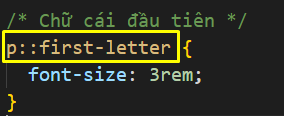 /* Chữ cái đầu tiên */
p::first-letter {
  font-size: 3rem;
}